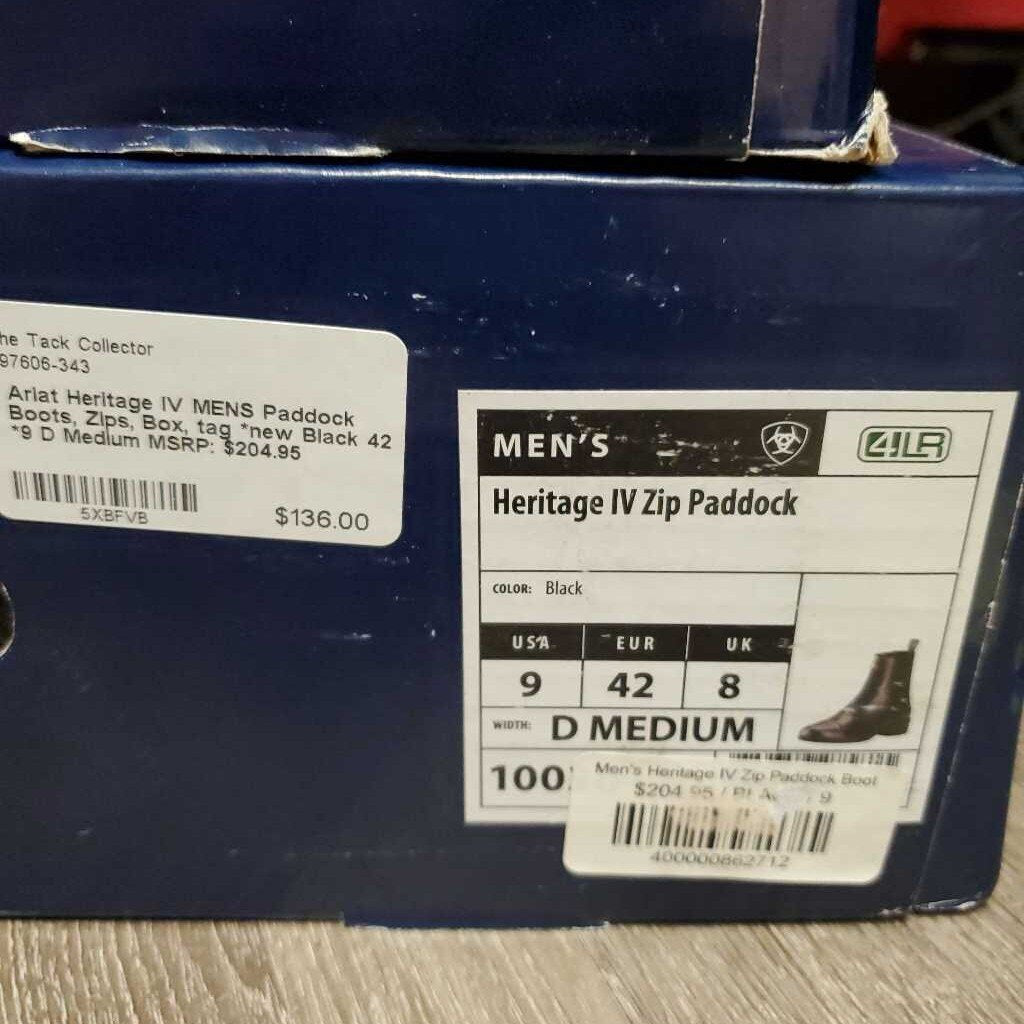 he Tack Collector
97606-343
Ariat Heritage IV MENS Paddock
Boots, Zips, Box, tag *new Black 42
*9 D Medium MSRP: $204.95
5XBFVB
$136.00
MEN'S
4LR
Heritage IV Zip Paddock
COLOR: Black
USA EUR UK
9 42 8
WIDTH: D MEDIUM
100
Men's Heritage IV Zip Paddock Boot
$204.95 / 9
400000862712